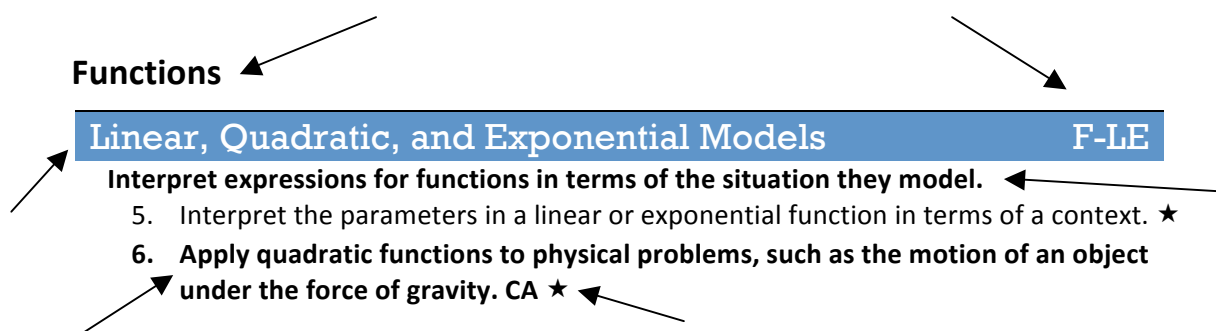 Functions
Linear, Quadratic, and Exponential Models F-LE
Interpret expressions for functions in terms of the situation they model.
5. Interpret the parameters in a linear or exponential function in terms of a context. ★
6. Apply quadratic functions to physical problems, such as the motion of an object
under the force of gravity. CA ★